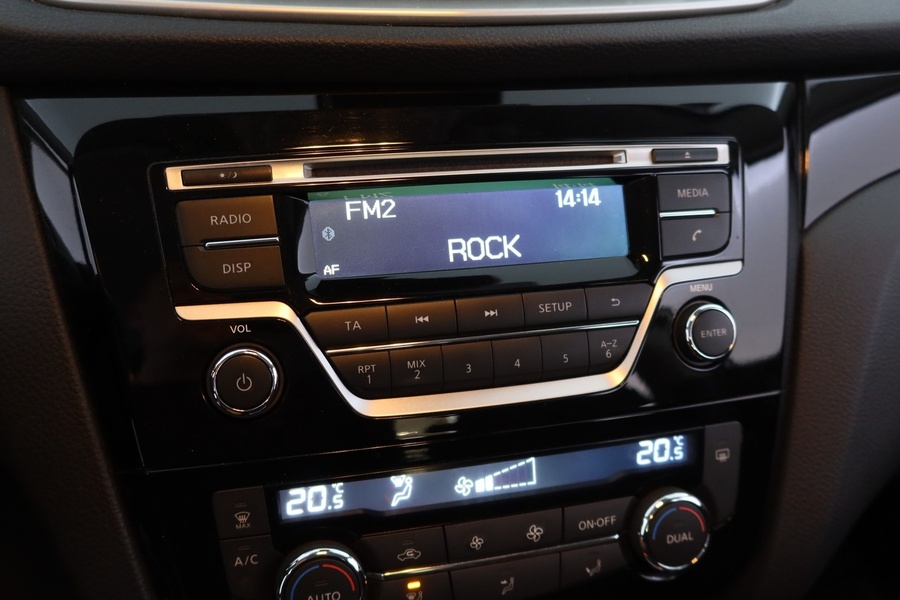 RADIO
DISP
FM2
14:14
ROCK
AF
MEDIA
MENU
ENTER
VOL
TA
SETUP
RPT
1
MIX
2
3
4
5
A-Z
6
20.5°C
20.5°C
MAX
A/C
AUTO
ON·OFF
DUAL